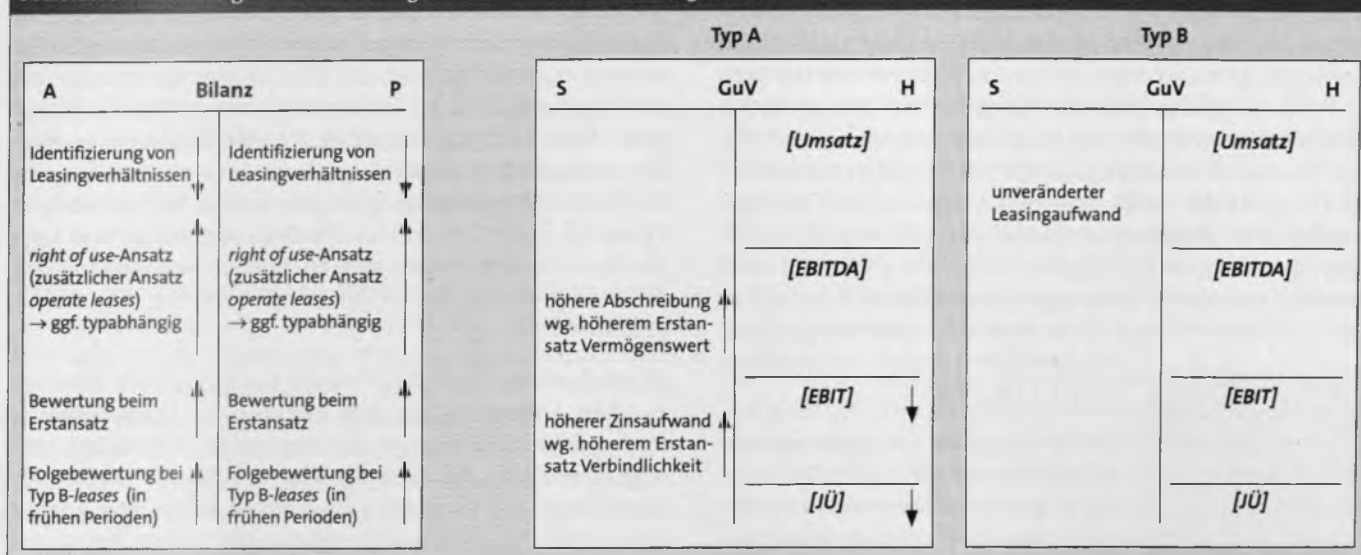 Typ A
Typ B
A Bilanz P
Identifizierung von
Leasingverhältnissen
right of use-Ansatz
(zusätzlicher Ansatz
operate leases)
→ ggf. typabhängig
Bewertung beim
Erstansatz
Folgebewertung bei
Typ B-leases (in
frühen Perioden)
Identifizierung von
Leasingverhältnissen
right of use-Ansatz
(zusätzlicher Ansatz
operate leases)
→ ggf. typabhängig
Bewertung beim
Erstansatz
Folgebewertung bei
Typ B-leases (in
frühen Perioden)
S GuV H
[Umsatz]
[EBITDA]
höhere Abschreibung
wg. höherem Erstan-
satz Vermögenswert
[EBIT]
höherer Zinsaufwand
wg. höherem Erstan-
satz Verbindlichkeit
[JÜ]
S GuV H
[Umsatz]
unveränderter
Leasingaufwand
[EBITDA]
[EBIT]
[JÜ]